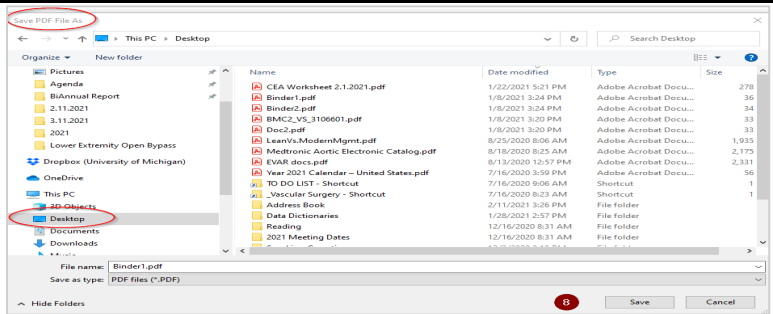 Save PDF File As
This PC > Desktop
Search Desktop
Organize New folder
Name Date modified Type Size
Pictures
Agenda
BiAnnual Report
2.11.2021
3.11.2021
2021
Lower Extremity Open Bypass
Dropbox (University of Michigan)
OneDrive
This PC
3D Objects
Desktop
Documents
Downloads
Music
CEA Worksheet 2.1.2021.pdf 1/22/2021 5:21 PM Adobe Acrobat Docu... 278
Binder1.pdf 1/8/2021 3:24 PM Adobe Acrobat Docu... 36
Binder2.pdf 1/8/2021 3:24 PM Adobe Acrobat Docu... 34
BMC2_VS_3106601.pdf 1/8/2021 3:20 PM Adobe Acrobat Docu... 33
Doc2.pdf 1/8/2021 3:20 PM Adobe Acrobat Docu... 33
LeanVs.ModernMgmt.pdf 8/25/2020 8:06 AM Adobe Acrobat Docu... 1,935
Medtronic Aortic Electronic Catalog.pdf 8/18/2020 8:25 AM Adobe Acrobat Docu... 2,175
EVAR docs.pdf 8/13/2020 12:57 PM Adobe Acrobat Docu... 2,331
Year 2021 Calendar – United States.pdf 7/16/2020 3:59 PM Adobe Acrobat Docu... 56
TO DO LIST - Shortcut 7/16/2020 9:06 AM Shortcut 1
_Vascular Surgery - Shortcut 7/16/2020 8:23 AM Shortcut 1
Address Book 2/11/2021 3:26 PM File folder
Data Dictionaries 1/28/2021 2:57 PM File folder
Reading 12/16/2020 8:31 AM File folder
2021 Meeting Dates 12/16/2020 8:31 AM File folder
File name: Binder1.pdf
Save as type: PDF files (*.PDF)
Hide Folders
8
Save Cancel